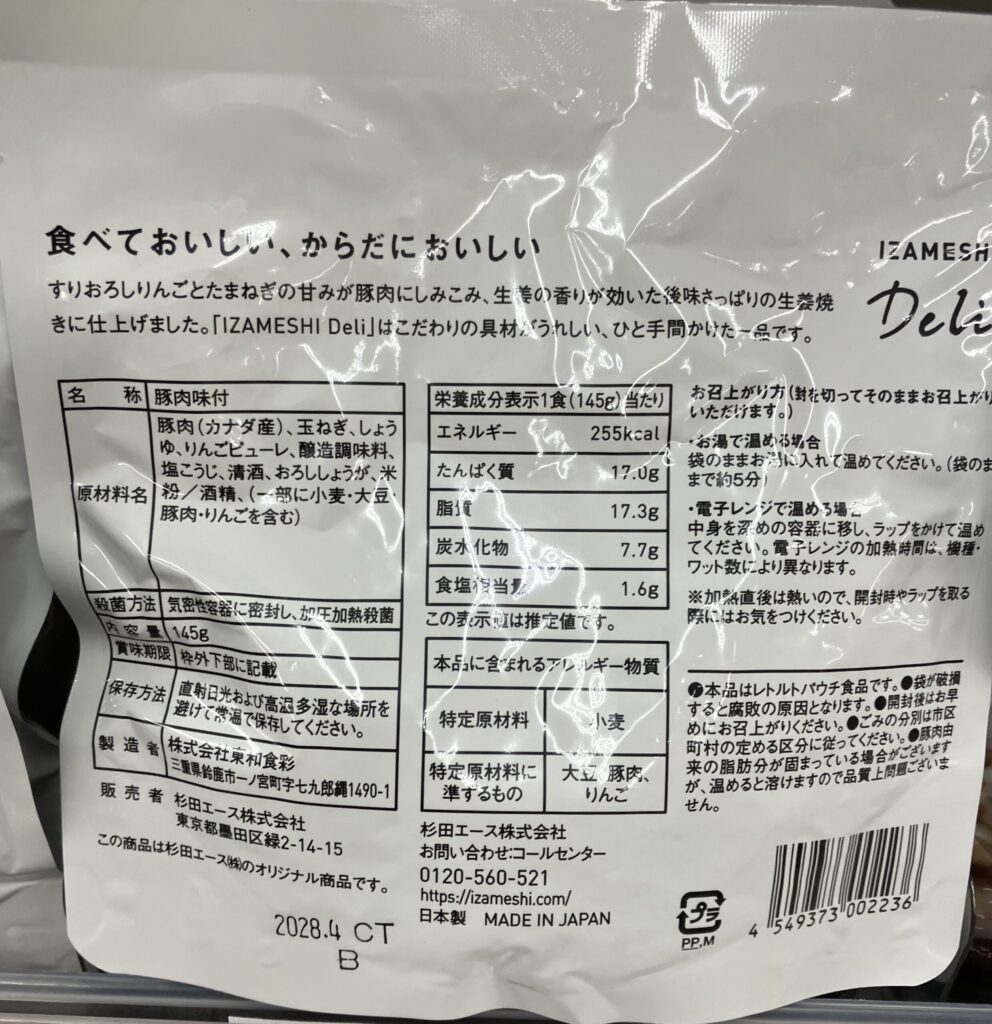 食べておいしい、からだにおいしい
すりおろしりんごとたまねぎの甘みが豚肉にしみこみ、生姜の香りが効いた後味さっぱりの生姜焼
きに仕上げました。「IZAMESHI Deli」はこだわりの具材がうれしい、ひと手間かけた一品です。
IZAMESHI
Deli
名 称 豚肉味付
原材料名
豚肉(カナダ産)、玉ねぎ、しょう
ゆ、りんごピューレ、醸造調味料、
塩こうじ、清酒、おろししょうが、米
粉／酒精、(一部に小麦・大豆・
豚肉・りんごを含む)
殺菌方法 気密性容器に密封し、加圧加熱殺菌
内容量 145g
賞味期限 枠外下部に記載
保存方法 直射日光および高温多湿な場所を
避けて常温で保存してください。
製造者 株式会社東和食彩
三重県鈴鹿市一ノ宮町字七九郎縄1490-1
販売者 杉田エース株式会社
東京都墨田区緑2-14-15
この商品は杉田エース㈱のオリジナル商品です。
2028.4 CT
B
栄養成分表示1食(145g)当たり
エネルギー 255kcal
たんぱく質 17.0g
脂質 17.3g
炭水化物 7.7g
食塩相当量 1.6g
この表示値は推定値です。
本品に含まれるアレルギー物質
特定原材料 小麦
特定原材料に
準するもの
大豆、豚肉、
りんご
杉田エース株式会社
お問い合わせ:コールセンター
0120-560-521
https://izameshi.com/
日本製 MADE IN JAPAN
お召上がり方(封を切ってそのままお召上がり
いただけます。)
・お湯で温める場合
袋のままお湯に入れて温めてください。(袋のま
まで約5分)
・電子レンジで温める場合
中身を深めの容器に移し、ラップをかけて温め
てください。電子レンジの加熱時間は、機種・
ワット数により異なります。
※加熱直後は熱いので、開封時やラップを取る
際にはお気をつけください。
●本品はレトルトパウチ食品です。●袋が破損
すると腐敗の原因となります。●開封後はお早
めにお召上がりください。●ごみの分別は市区
町村の定める区分に従ってください。●豚肉由
来の脂肪分が固まっている場合がございます
が、温めると溶けますので品質上問題ございま
せん。
プラ
PP,M
4 549373 002236